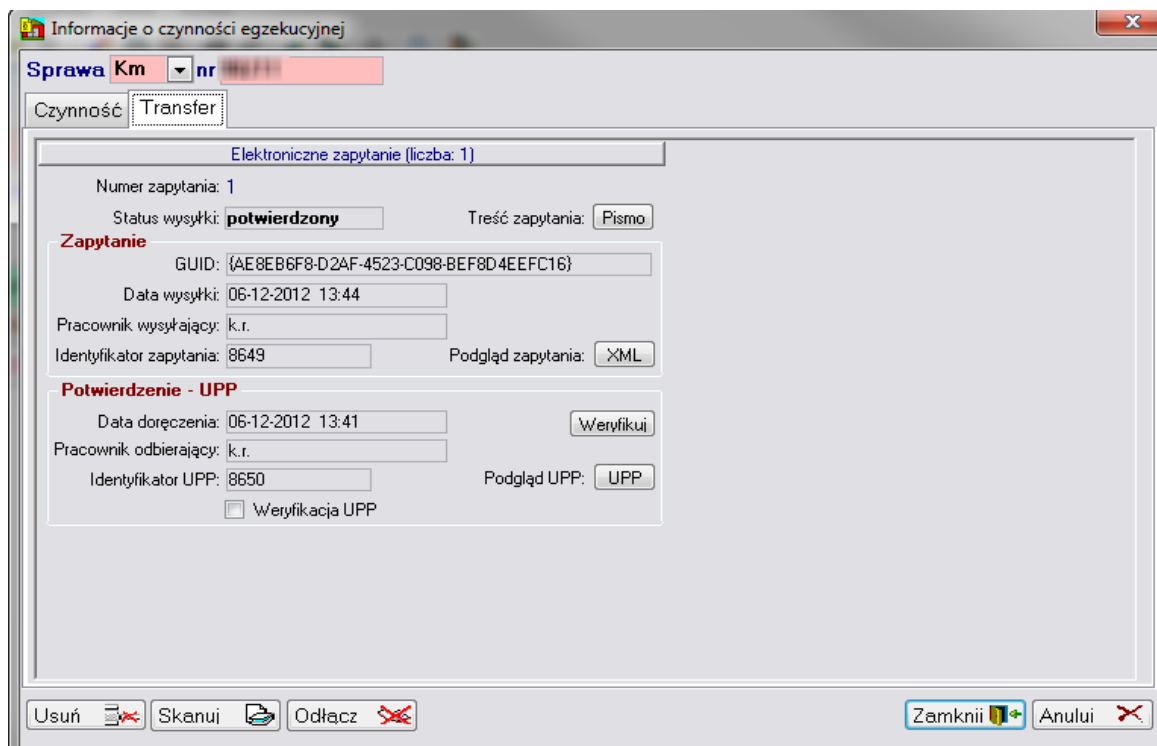 Informacje o czynności egzekucyjnej
Sprawa Km nr
Czynność Transfer
Elektroniczne zapytanie (liczba: 1)
Numer zapytania: 1
Status wysyłki: potwierdzony Treść zapytania: Pismo
Zapytanie
GUID: {AE8EB6F8-D2AF-4523-C098-BEF8D4EEFC16}
Data wysyłki: 06-12-2012 13:44
Pracownik wysyłający: k.r.
Identyfikator zapytania: 8649 Podgląd zapytania: XML
Potwierdzenie - UPP
Data doręczenia: 06-12-2012 13:41 Weryfikuj
Pracownik odbierający: k.r.
Identyfikator UPP: 8650 Podgląd UPP: UPP
Weryfikacja UPP
Usuń Skanuj Odłącz Zamknij Anuluj